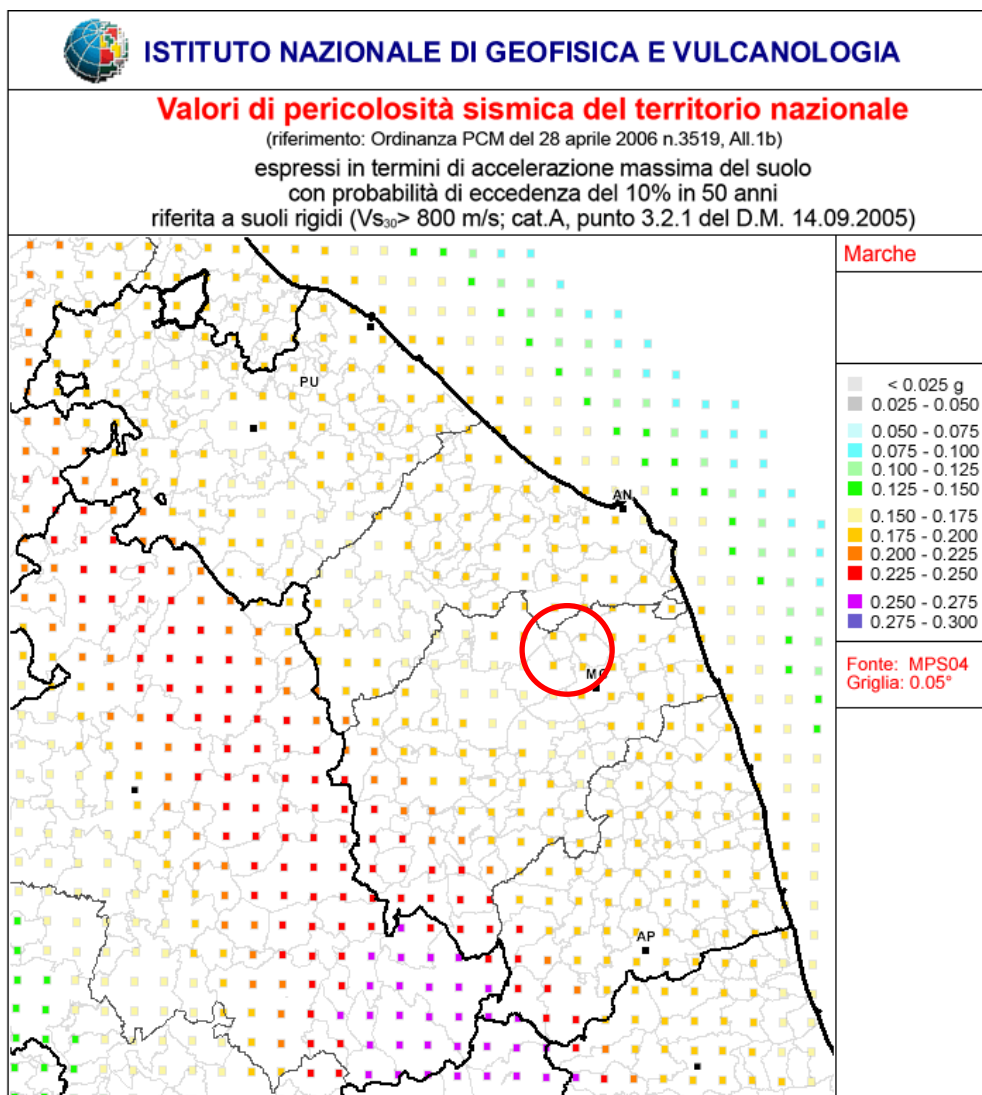 ISTITUTO NAZIONALE DI GEOFISICA E VULCANOLOGIA
Valori di pericolosità sismica del territorio nazionale
(riferimento: Ordinanza PCM del 28 aprile 2006 n.3519, All.1b)
espressi in termini di accelerazione massima del suolo
con probabilità di eccedenza del 10% in 50 anni
riferita a suoli rigidi (Vs₃₀> 800 m/s; cat.A, punto 3.2.1 del D.M. 14.09.2005)
Marche
PU
AN
MC
AP
< 0.025 g
0.025 - 0.050
0.050 - 0.075
0.075 - 0.100
0.100 - 0.125
0.125 - 0.150
0.150 - 0.175
0.175 - 0.200
0.200 - 0.225
0.225 - 0.250
0.250 - 0.275
0.275 - 0.300
Fonte: MPS04
Griglia: 0.05°